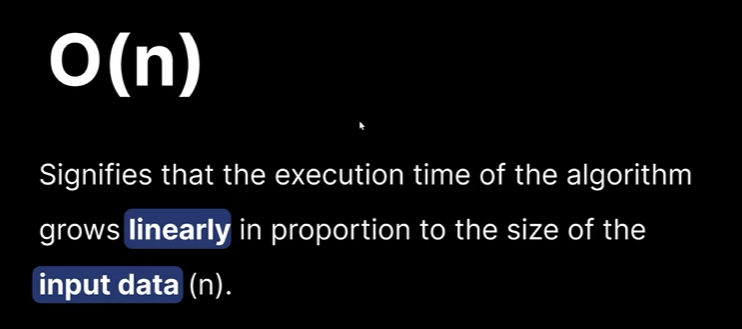 O(n)
Signifies that the execution time of the algorithm
grows linearly in proportion to the size of the
input data (n).